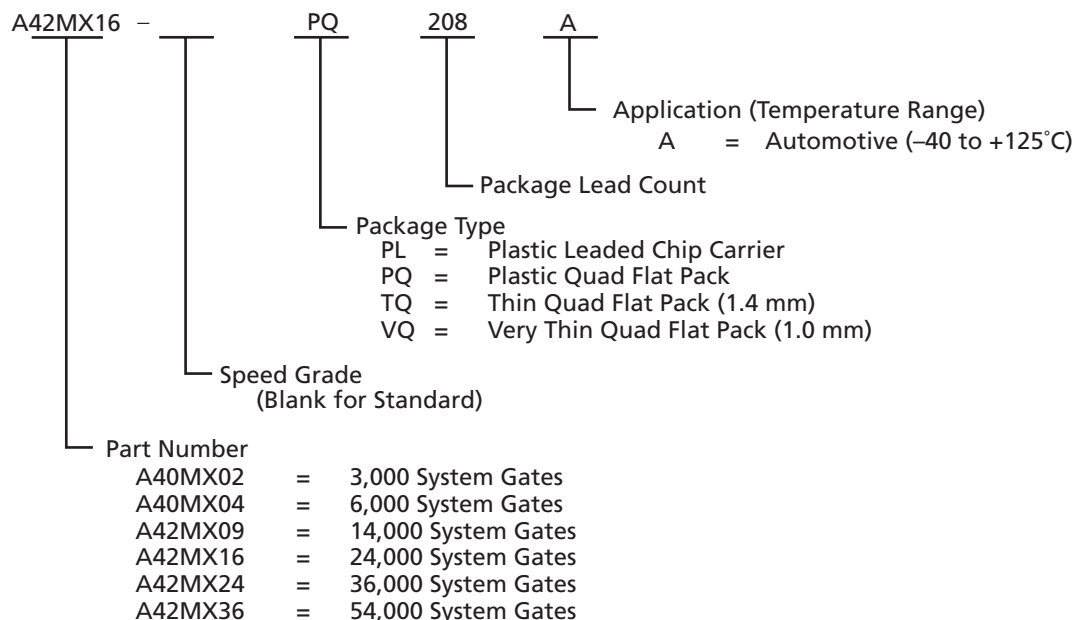 A42MX16 – PQ 208 A
Application (Temperature Range)
A = Automotive (–40 to +125˚C)
Package Lead Count
Package Type
PL = Plastic Leaded Chip Carrier
PQ = Plastic Quad Flat Pack
TQ = Thin Quad Flat Pack (1.4 mm)
VQ = Very Thin Quad Flat Pack (1.0 mm)
Speed Grade
(Blank for Standard)
Part Number
A40MX02 = 3,000 System Gates
A40MX04 = 6,000 System Gates
A42MX09 = 14,000 System Gates
A42MX16 = 24,000 System Gates
A42MX24 = 36,000 System Gates
A42MX36 = 54,000 System Gates